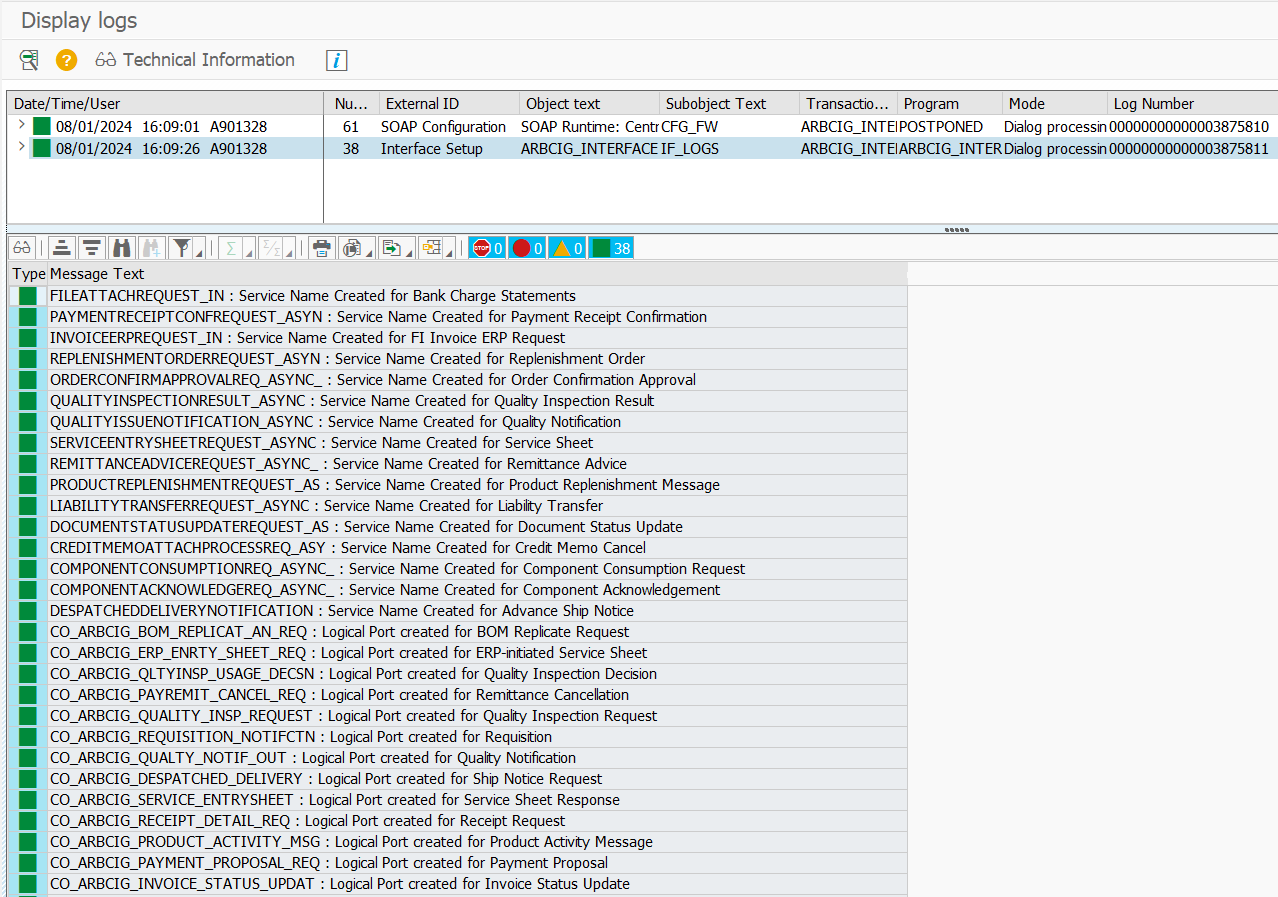 Display logs
Technical Information
Date/Time/User Nu... External ID Object text Subobject Text Transactio... Program Mode Log Number
08/01/2024 16:09:01 A901328 61 SOAP Configuration SOAP Runtime: Centr CFG_FW ARBCIG_INTE POSTPONED Dialog processin 00000000000003875810
08/01/2024 16:09:26 A901328 38 Interface Setup ARBCIG_INTERFACE IF_LOGS ARBCIG_INTE ARBCIG_INTER Dialog processin 00000000000003875811
STOP 0 0 0 38
Type Message Text
FILEATTACHREQUEST_IN : Service Name Created for Bank Charge Statements
PAYMENTRECEIPTCONFREQUEST_ASYN : Service Name Created for Payment Receipt Confirmation
INVOICEERPREQUEST_IN : Service Name Created for FI Invoice ERP Request
REPLENISHMENTORDERREQUEST_ASYN : Service Name Created for Replenishment Order
ORDERCONFIRMAPPROVALREQ_ASYNC_ : Service Name Created for Order Confirmation Approval
QUALITYINSPECTIONRESULT_ASYNC : Service Name Created for Quality Inspection Result
QUALITYISSUENOTIFICATION_ASYNC : Service Name Created for Quality Notification
SERVICEENTRYSHEETREQUEST_ASYNC : Service Name Created for Service Sheet
REMITTANCEADVICEREQUEST_ASYNC_ : Service Name Created for Remittance Advice
PRODUCTREPLENISHMENTREQUEST_AS : Service Name Created for Product Replenishment Message
LIABILITYTRANSFERREQUEST_ASYNC : Service Name Created for Liability Transfer
DOCUMENTSTATUSUPDATEREQUEST_AS : Service Name Created for Document Status Update
CREDITMEMOATTACHPROCESSREQ_ASY : Service Name Created for Credit Memo Cancel
COMPONENTCONSUMPTIONREQ_ASYNC_ : Service Name Created for Component Consumption Request
COMPONENTACKNOWLEDGEREQ_ASYNC_ : Service Name Created for Component Acknowledgement
DESPATCHEDDELIVERYNOTIFICATION : Service Name Created for Advance Ship Notice
CO_ARBCIG_BOM_REPLICAT_AN_REQ : Logical Port created for BOM Replicate Request
CO_ARBCIG_ERP_ENRTY_SHEET_REQ : Logical Port created for ERP-initiated Service Sheet
CO_ARBCIG_QLTYINSP_USAGE_DECSN : Logical Port created for Quality Inspection Decision
CO_ARBCIG_PAYREMIT_CANCEL_REQ : Logical Port created for Remittance Cancellation
CO_ARBCIG_QUALITY_INSP_REQUEST : Logical Port created for Quality Inspection Request
CO_ARBCIG_REQUISITION_NOTIFCTN : Logical Port created for Requisition
CO_ARBCIG_QUALTY_NOTIF_OUT : Logical Port created for Quality Notification
CO_ARBCIG_DESPATCHED_DELIVERY : Logical Port created for Ship Notice Request
CO_ARBCIG_SERVICE_ENTRYSHEET : Logical Port created for Service Sheet Response
CO_ARBCIG_RECEIPT_DETAIL_REQ : Logical Port created for Receipt Request
CO_ARBCIG_PRODUCT_ACTIVITY_MSG : Logical Port created for Product Activity Message
CO_ARBCIG_PAYMENT_PROPOSAL_REQ : Logical Port created for Payment Proposal
CO_ARBCIG_INVOICE_STATUS_UPDAT : Logical Port created for Invoice Status Update